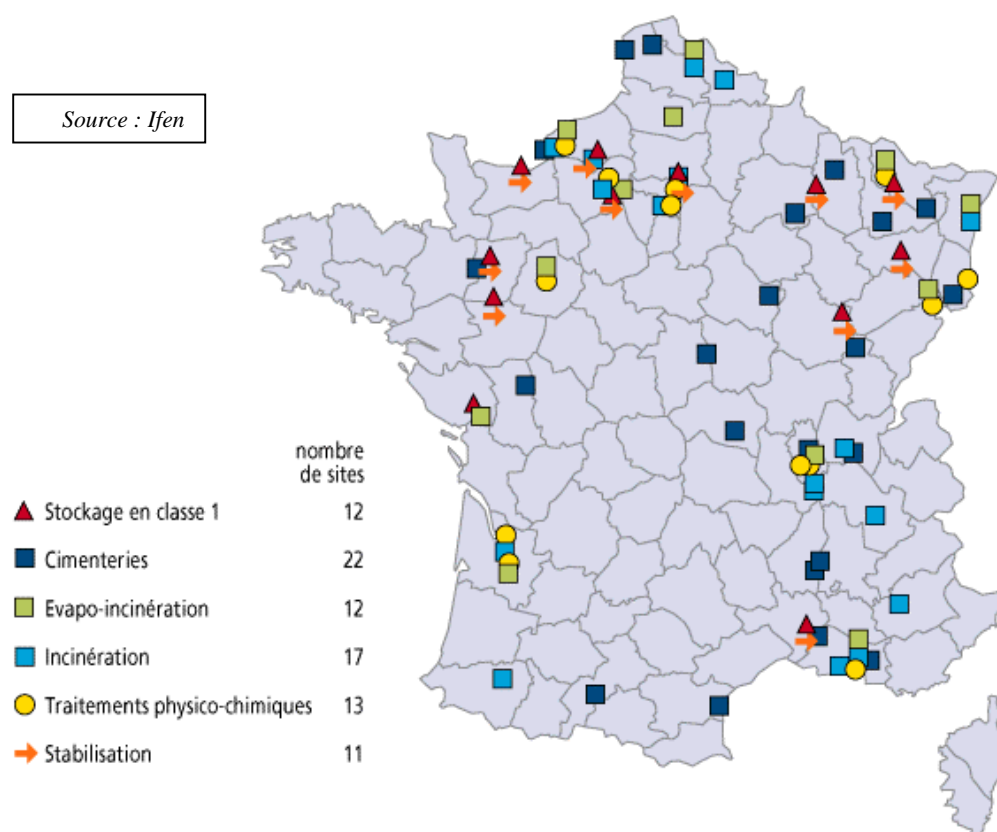 Source : Ifen
nombre
de sites
Stockage en classe 1 12
Cimenteries 22
Evapo-incinération 12
Incinération 17
Traitements physico-chimiques 13
Stabilisation 11